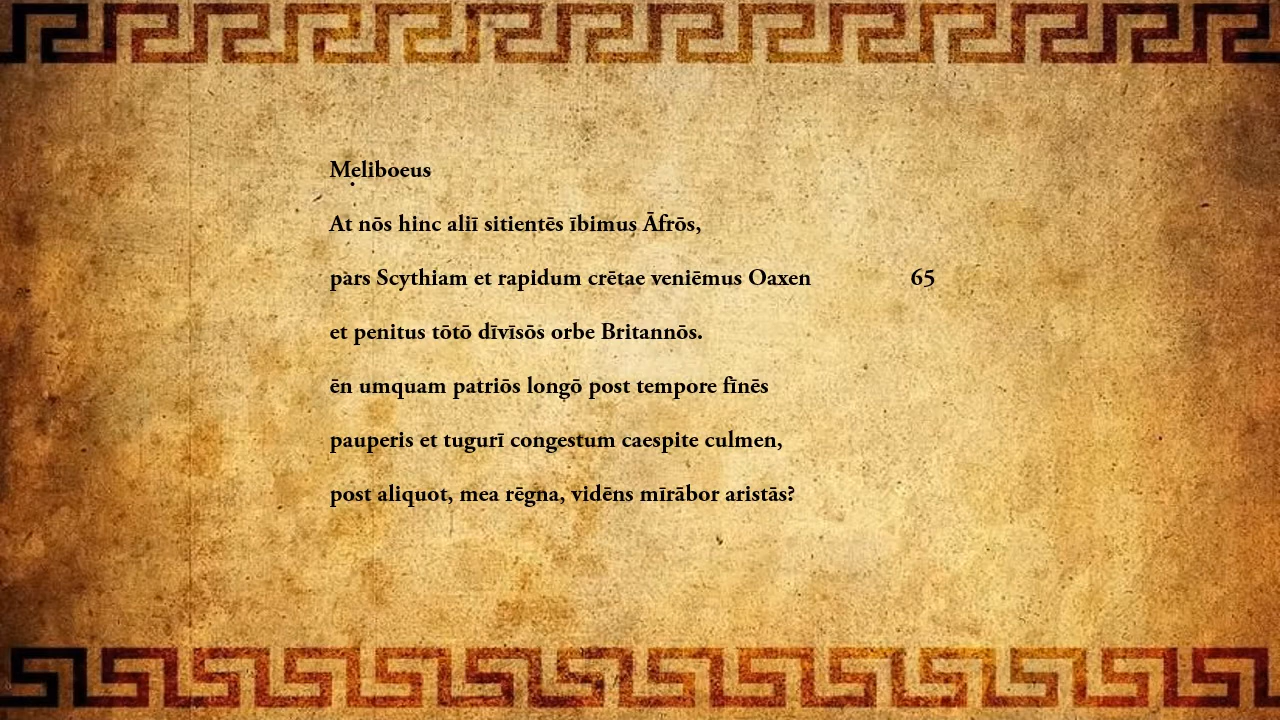 Meliboeus
At nōs hinc aliī sitientēs ībimus Āfrōs,
pars Scythiam et rapidum crētae veniēmus Oaxen 65
et penitus tōtō dīvīsōs orbe Britannōs.
ēn umquam patriōs longō post tempore fīnēs
pauperis et tugurī congestum caespite culmen,
post aliquot, mea rēgna, vidēns mīrābor aristās?